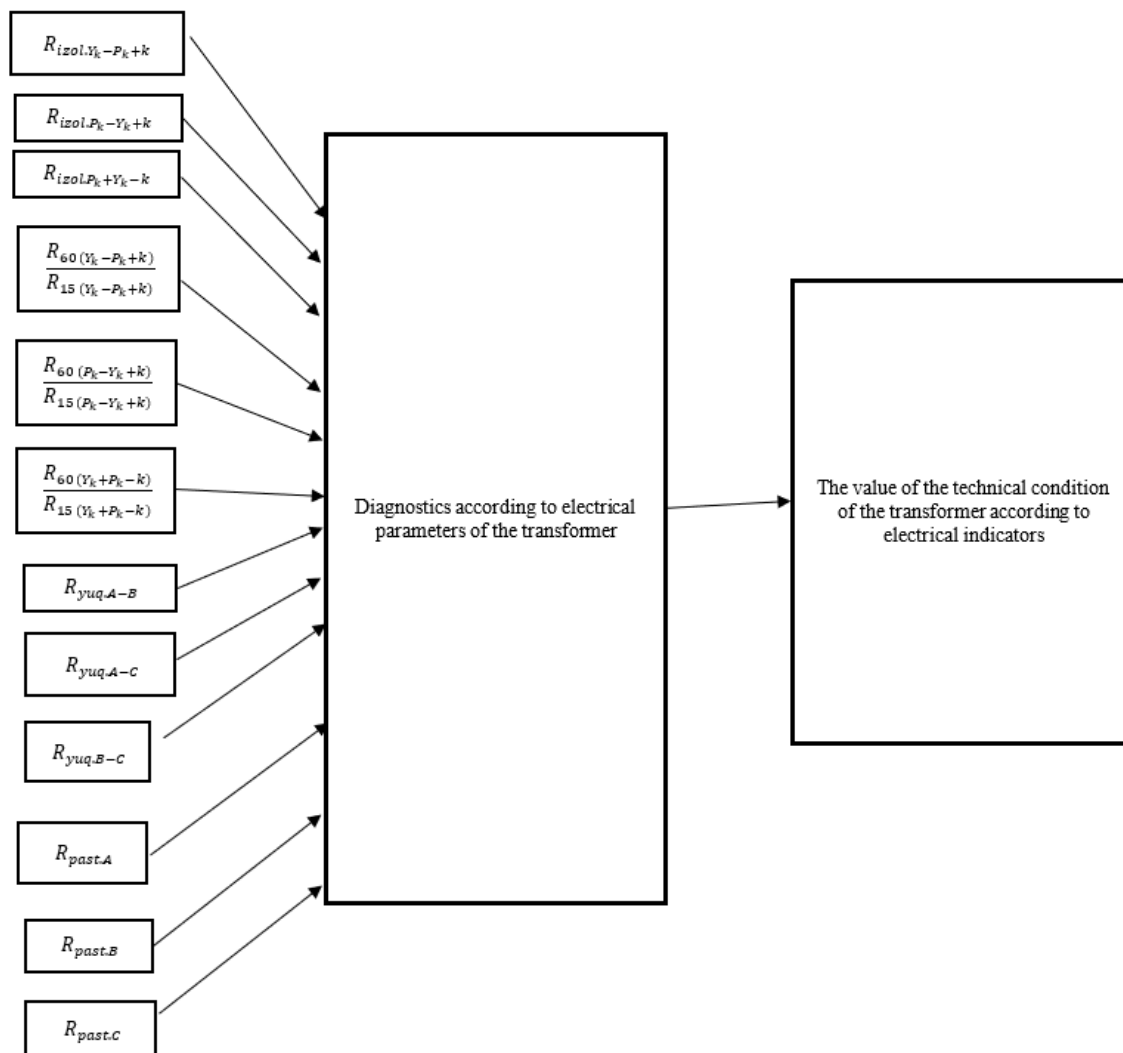 R_{izol.Y_k−P_k+k}
R_{izol.P_k−Y_k+k}
R_{izol.P_k+Y_k−k}
R_{60 (Y_k−P_k+k)}
R_{15 (Y_k−P_k+k)}
R_{60 (P_k−Y_k+k)}
R_{15 (P_k−Y_k+k)}
R_{60 (Y_k+P_k−k)}
R_{15 (Y_k+P_k−k)}
R_{yuq.A−B}
R_{yuq.A−C}
R_{yuq.B−C}
R_{past.A}
R_{past.B}
R_{past.C}
Diagnostics according to electrical
parameters of the transformer
The value of the technical condition
of the transformer according to
electrical indicators